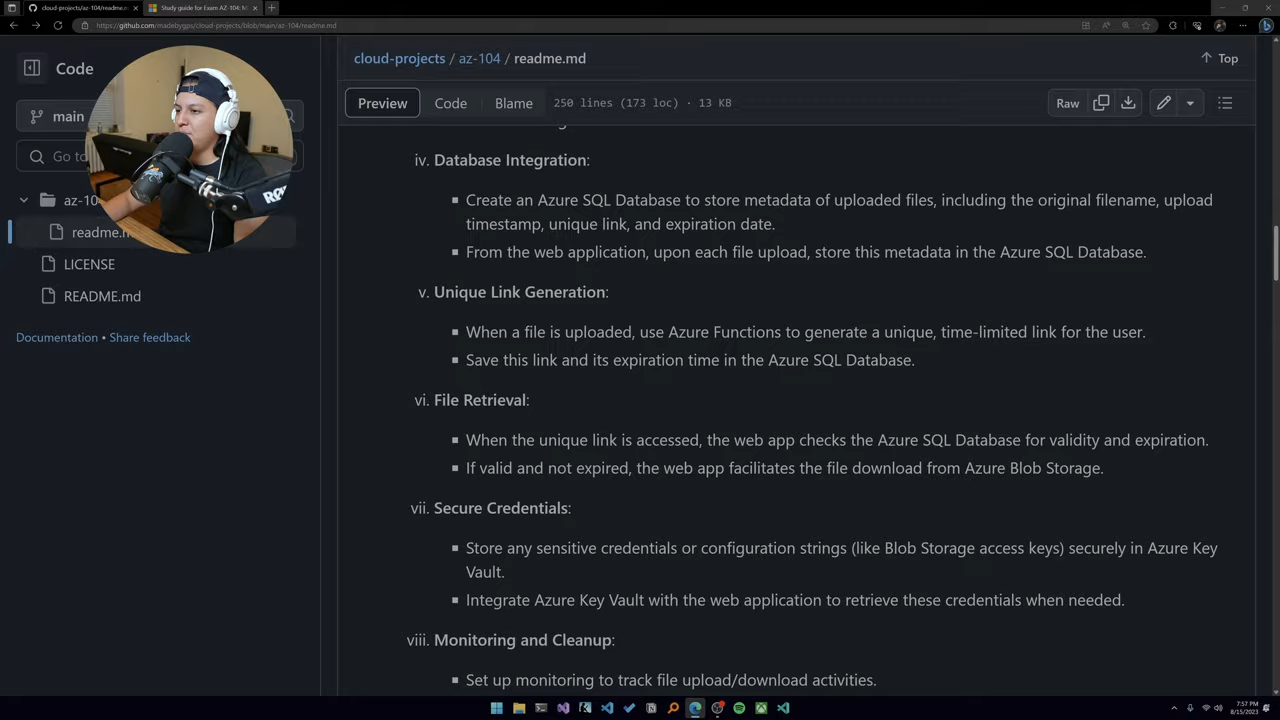 cloud-projects/az-104/readme.m
Study guide for Exam AZ-104: M
https://github.com/madebygps/cloud-projects/blob/main/az-104/readme.md
Code
main
Go to
az-10
readme.m
LICENSE
README.md
Documentation • Share feedback
cloud-projects / az-104 / readme.md
Top
Preview
Code
Blame
250 lines (173 loc) · 13 KB
Raw
iv. Database Integration:
Create an Azure SQL Database to store metadata of uploaded files, including the original filename, upload
timestamp, unique link, and expiration date.
From the web application, upon each file upload, store this metadata in the Azure SQL Database.
v. Unique Link Generation:
When a file is uploaded, use Azure Functions to generate a unique, time-limited link for the user.
Save this link and its expiration time in the Azure SQL Database.
vi. File Retrieval:
When the unique link is accessed, the web app checks the Azure SQL Database for validity and expiration.
If valid and not expired, the web app facilitates the file download from Azure Blob Storage.
vii. Secure Credentials:
Store any sensitive credentials or configuration strings (like Blob Storage access keys) securely in Azure Key
Vault.
Integrate Azure Key Vault with the web application to retrieve these credentials when needed.
viii. Monitoring and Cleanup:
Set up monitoring to track file upload/download activities.
7:57 PM
8/15/2023